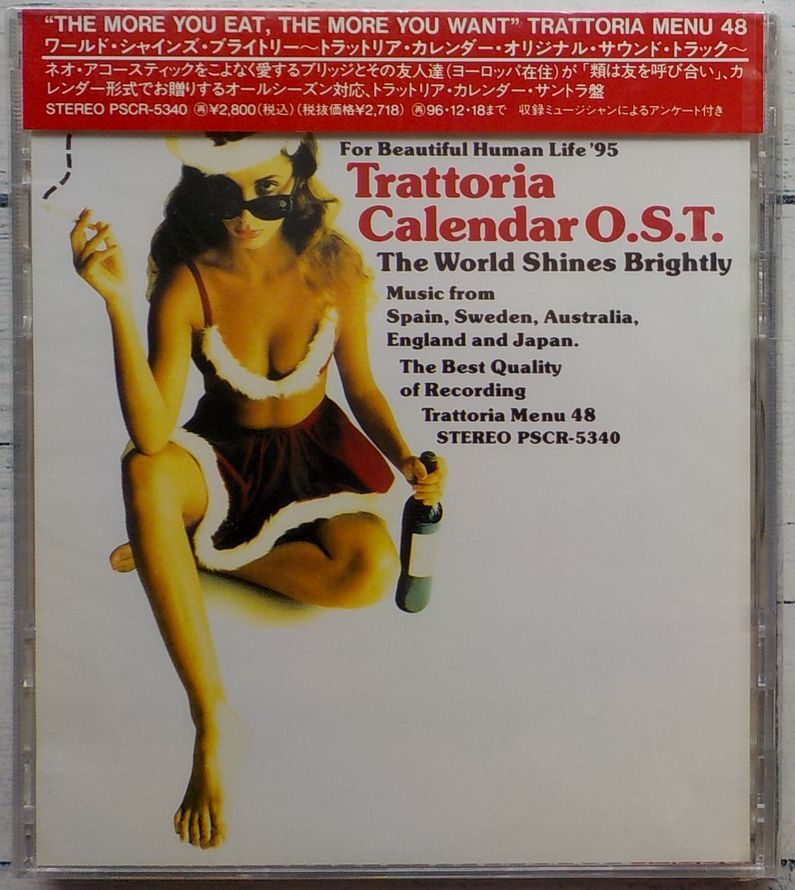 “THE MORE YOU EAT, THE MORE YOU WANT” TRATTORIA MENU 48
ワールド・シャインズ・ブライトリー～トラットリア・カレンダー・オリジナル・サウンド・トラック～
ネオ・アコースティックをこよなく愛するブリッジとその友人達(ヨーロッパ在住)が「類は友を呼び合い」、カ
レンダー形式でお贈りするオールシーズン対応、トラットリア・カレンダー・サントラ盤
STEREO PSCR-5340 ㊢¥2,800(税込)(税抜価格¥2,718) ㊢96・12・18まで 収録ミュージシャンによるアンケート付き
For Beautiful Human Life '95
Trattoria
Calendar O.S.T.
The World Shines Brightly
Music from
Spain, Sweden, Australia,
England and Japan.
The Best Quality
of Recording
Trattoria Menu 48
STEREO PSCR-5340